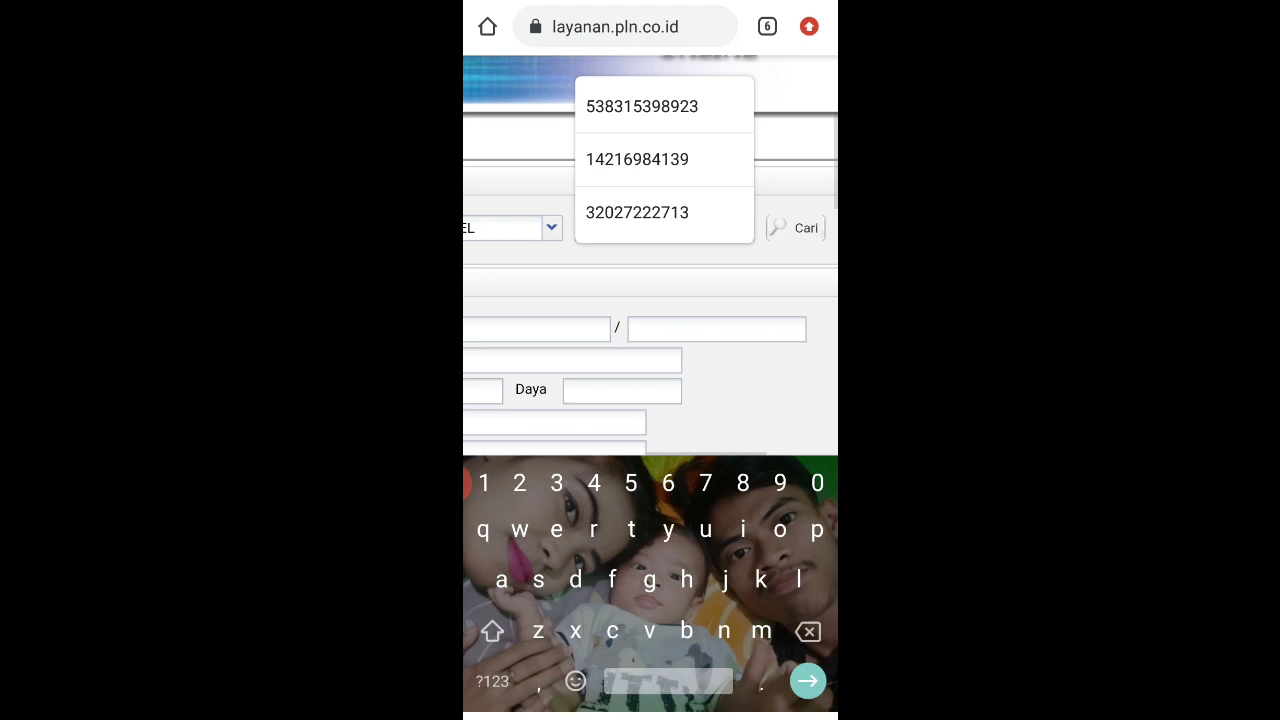 layanan.pln.co.id
6
538315398923
14216984139
32027222713
EL
Cari
/
Daya
1 2 3 4 5 6 7 8 9 0
q w e r t y u i o p
a s d f g h j k l
z x c v b n m
?123 , .